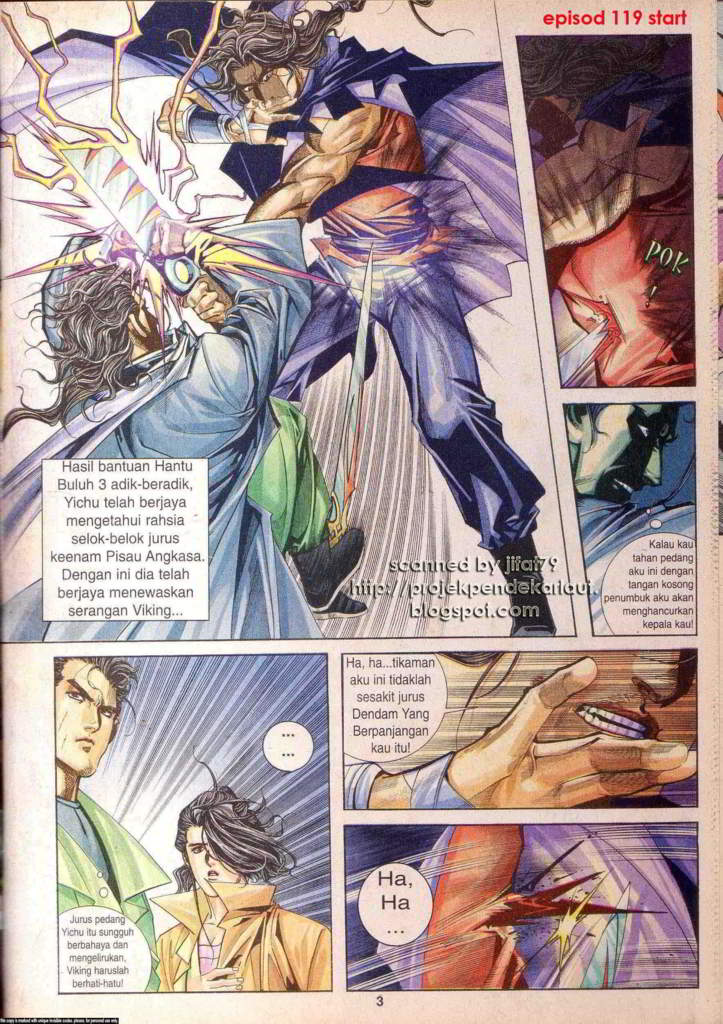 episod 119 start
POK
!
Hasil bantuan Hantu
Buluh 3 adik-beradik,
Yichu telah berjaya
mengetahui rahsia
selok-belok jurus
keenam Pisau Angkasa.
Dengan ini dia telah
berjaya menewaskan
serangan Viking...
scanned by jifai79
http://projekpendekarlaut.
blogspot.com
Kalau kau
tahan pedang
aku ini dengan
tangan kosong
penumbuk aku akan
menghancurkan
kepala kau!
...
...
Jurus pedang
Yichu itu sungguh
berbahaya dan
mengelirukan,
Viking haruslah
berhati-hatu!
Ha, ha...tikaman
aku ini tidaklah
sesakit jurus
Dendam Yang
Berpanjangan
kau itu!
Ha,
Ha
...
3